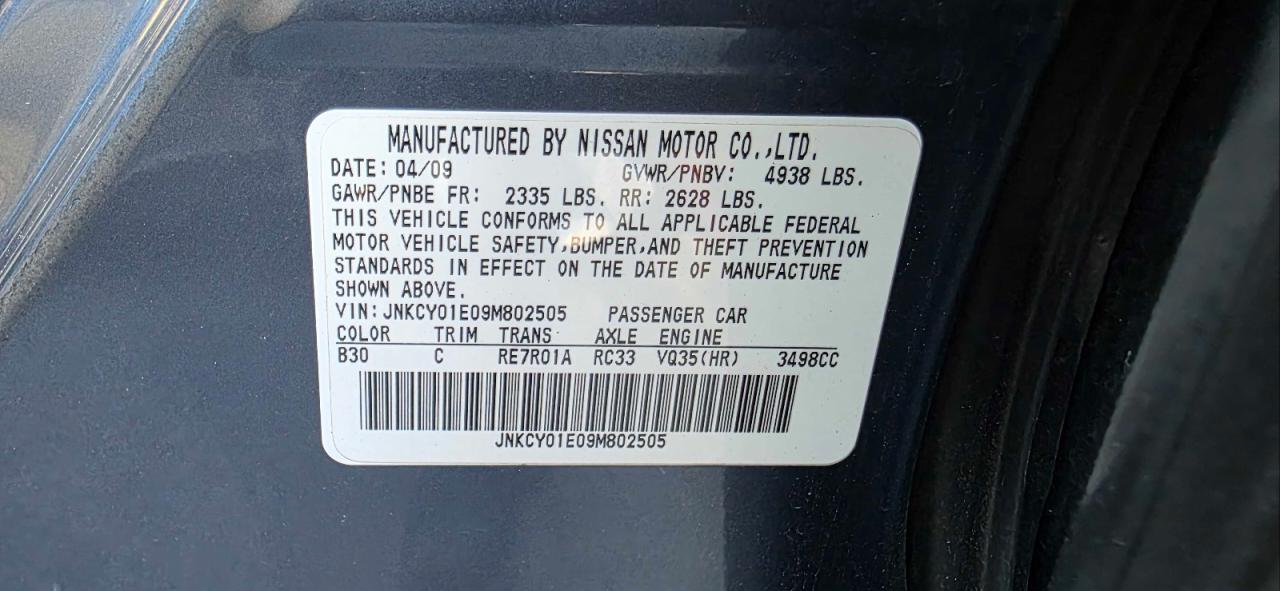 MANUFACTURED BY NISSAN MOTOR CO.,LTD.
DATE: 04/09 GVWR/PNBV: 4938 LBS.
GAWR/PNBE FR: 2335 LBS. RR: 2628 LBS.
THIS VEHICLE CONFORMS TO ALL APPLICABLE FEDERAL
MOTOR VEHICLE SAFETY,BUMPER,AND THEFT PREVENTION
STANDARDS IN EFFECT ON THE DATE OF MANUFACTURE
SHOWN ABOVE.
VIN:JNKCY01E09M802505 PASSENGER CAR
COLOR TRIM TRANS AXLE ENGINE
B30 C RE7R01A RC33 VQ35(HR) 3498CC
JNKCY01E09M802505